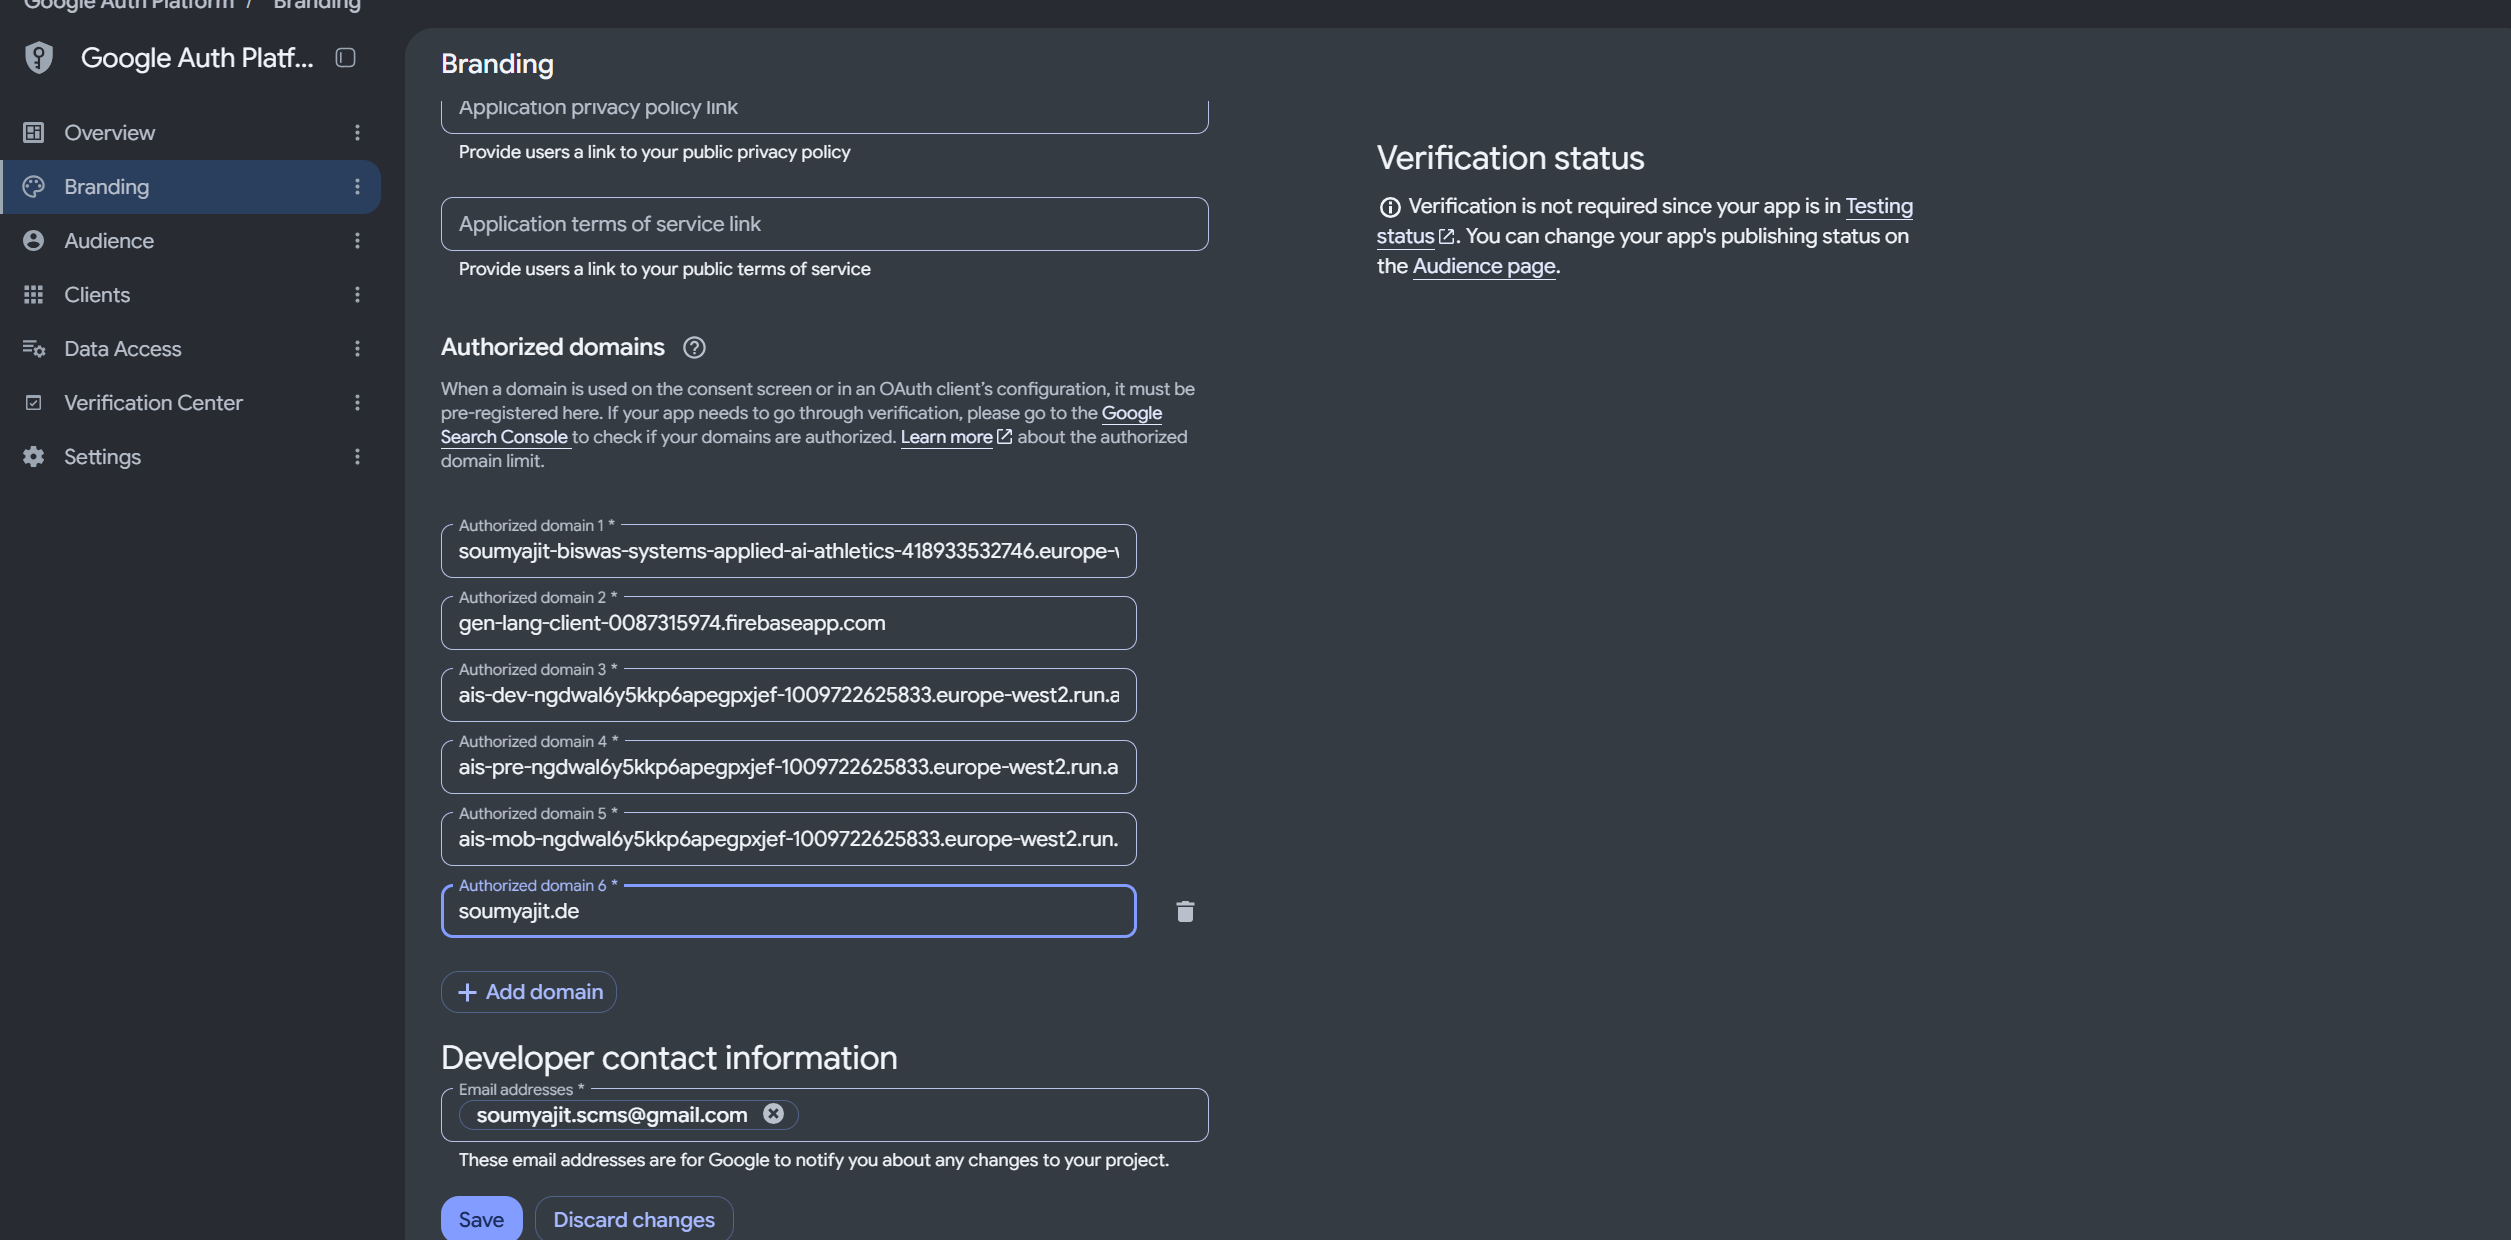 Google Auth Platform / Branding
Google Auth Platf...
Overview
Branding
Audience
Clients
Data Access
Verification Center
Settings
Branding
Application privacy policy link
Provide users a link to your public privacy policy
Application terms of service link
Provide users a link to your public terms of service
Authorized domains
When a domain is used on the consent screen or in an OAuth client's configuration, it must be
pre-registered here. If your app needs to go through verification, please go to the Google
Search Console to check if your domains are authorized. Learn more about the authorized
domain limit.
Authorized domain 1 *
soumyajit-biswas-systems-applied-ai-athletics-418933532746.europe-
Authorized domain 2 *
gen-lang-client-0087315974.firebaseapp.com
Authorized domain 3 *
ais-dev-ngdwal6y5kkp6apegpxjef-1009722625833.europe-west2.run.a
Authorized domain 4 *
ais-pre-ngdwal6y5kkp6apegpxjef-1009722625833.europe-west2.run.a
Authorized domain 5 *
ais-mob-ngdwal6y5kkp6apegpxjef-1009722625833.europe-west2.run.
Authorized domain 6 *
soumyajit.de
Add domain
Developer contact information
Email addresses *
soumyajit.scms@gmail.com
These email addresses are for Google to notify you about any changes to your project.
Save
Discard changes
Verification status
Verification is not required since your app is in Testing
status. You can change your app's publishing status on
the Audience page.